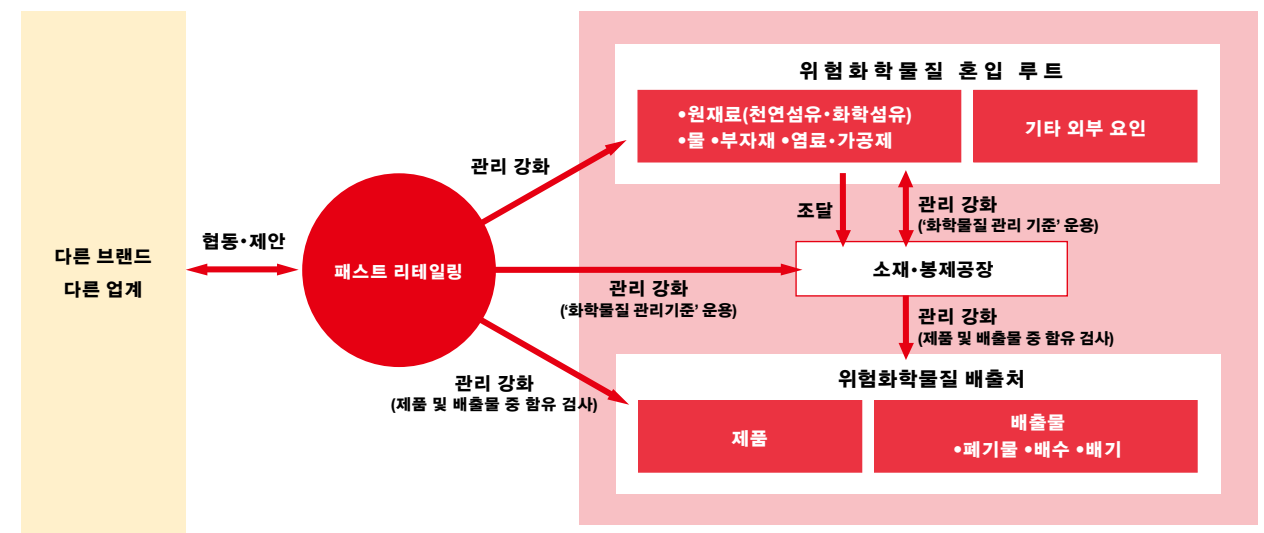 위험화학물질 혼입 루트
•원재료(천연섬유·화학섬유)
•물 •부자재 •염료·가공제
기타 외부 요인
관리 강화
조달
관리 강화
(‘화학물질 관리 기준’ 운용)
다른 브랜드
다른 업계
협동·제안
패스트 리테일링
소재·봉제공장
관리 강화
(‘화학물질 관리기준’ 운용)
관리 강화
(제품 및 배출물 중 함유 검사)
관리 강화
(제품 및 배출물 중 함유 검사)
위험화학물질 배출처
제품
배출물
•폐기물 •배수 •배기